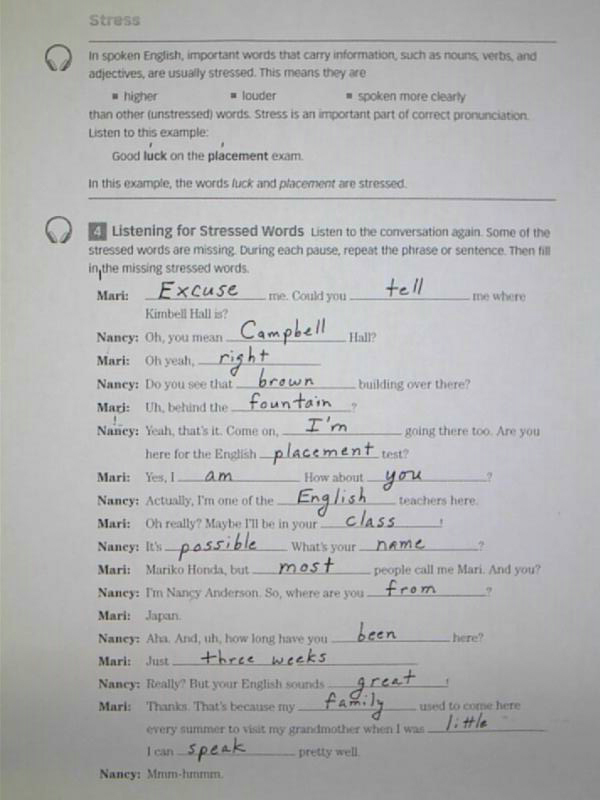 Stress
In spoken English, important words that carry information, such as nouns, verbs, and
adjectives, are usually stressed. This means they are
▪ higher ▪ louder ▪ spoken more clearly
than other (unstressed) words. Stress is an important part of correct pronunciation.
Listen to this example:
Good luck on the placement exam.
In this example, the words luck and placement are stressed.
4 Listening for Stressed Words Listen to the conversation again. Some of the
stressed words are missing. During each pause, repeat the phrase or sentence. Then fill
in the missing stressed words.
Mari: Excuse me. Could you tell me where
Kimbell Hall is?
Nancy: Oh, you mean Campbell Hall?
Mari: Oh yeah, right
Nancy: Do you see that brown building over there?
Mari: Uh, behind the fountain ?
Nancy: Yeah, that's it. Come on, I'm going there too. Are you
here for the English placement test?
Mari: Yes, I am How about you ?
Nancy: Actually, I'm one of the English teachers here.
Mari: Oh really? Maybe I'll be in your class !
Nancy: It's possible What's your name ?
Mari: Mariko Honda, but most people call me Mari. And you?
Nancy: I'm Nancy Anderson. So, where are you from ?
Mari: Japan.
Nancy: Aha. And, uh, how long have you been here?
Mari: Just three weeks
Nancy: Really? But your English sounds great !
Mari: Thanks. That's because my family used to come here
every summer to visit my grandmother when I was little
I can speak pretty well.
Nancy: Mmm-hmmm.